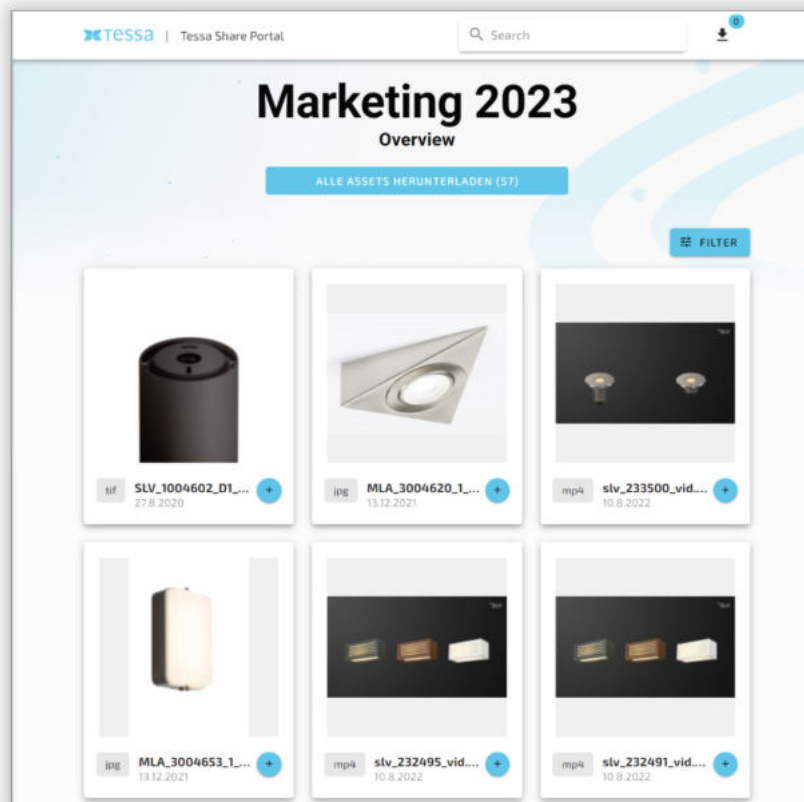 Tessa | Tessa Share Portal
Search
0
Marketing 2023
Overview
ALLE ASSETS HERUNTERLADEN (57)
FILTER
tif SLV_1004602_D1_... +
27.8.2020
jpg MLA_3004620_1_... +
13.12.2021
mp4 slv_233500_vid.... +
10.8.2022
jpg MLA_3004653_1_... +
13.12.2021
mp4 slv_232495_vid.... +
10.8.2022
mp4 slv_232491_vid.... +
10.8.2022